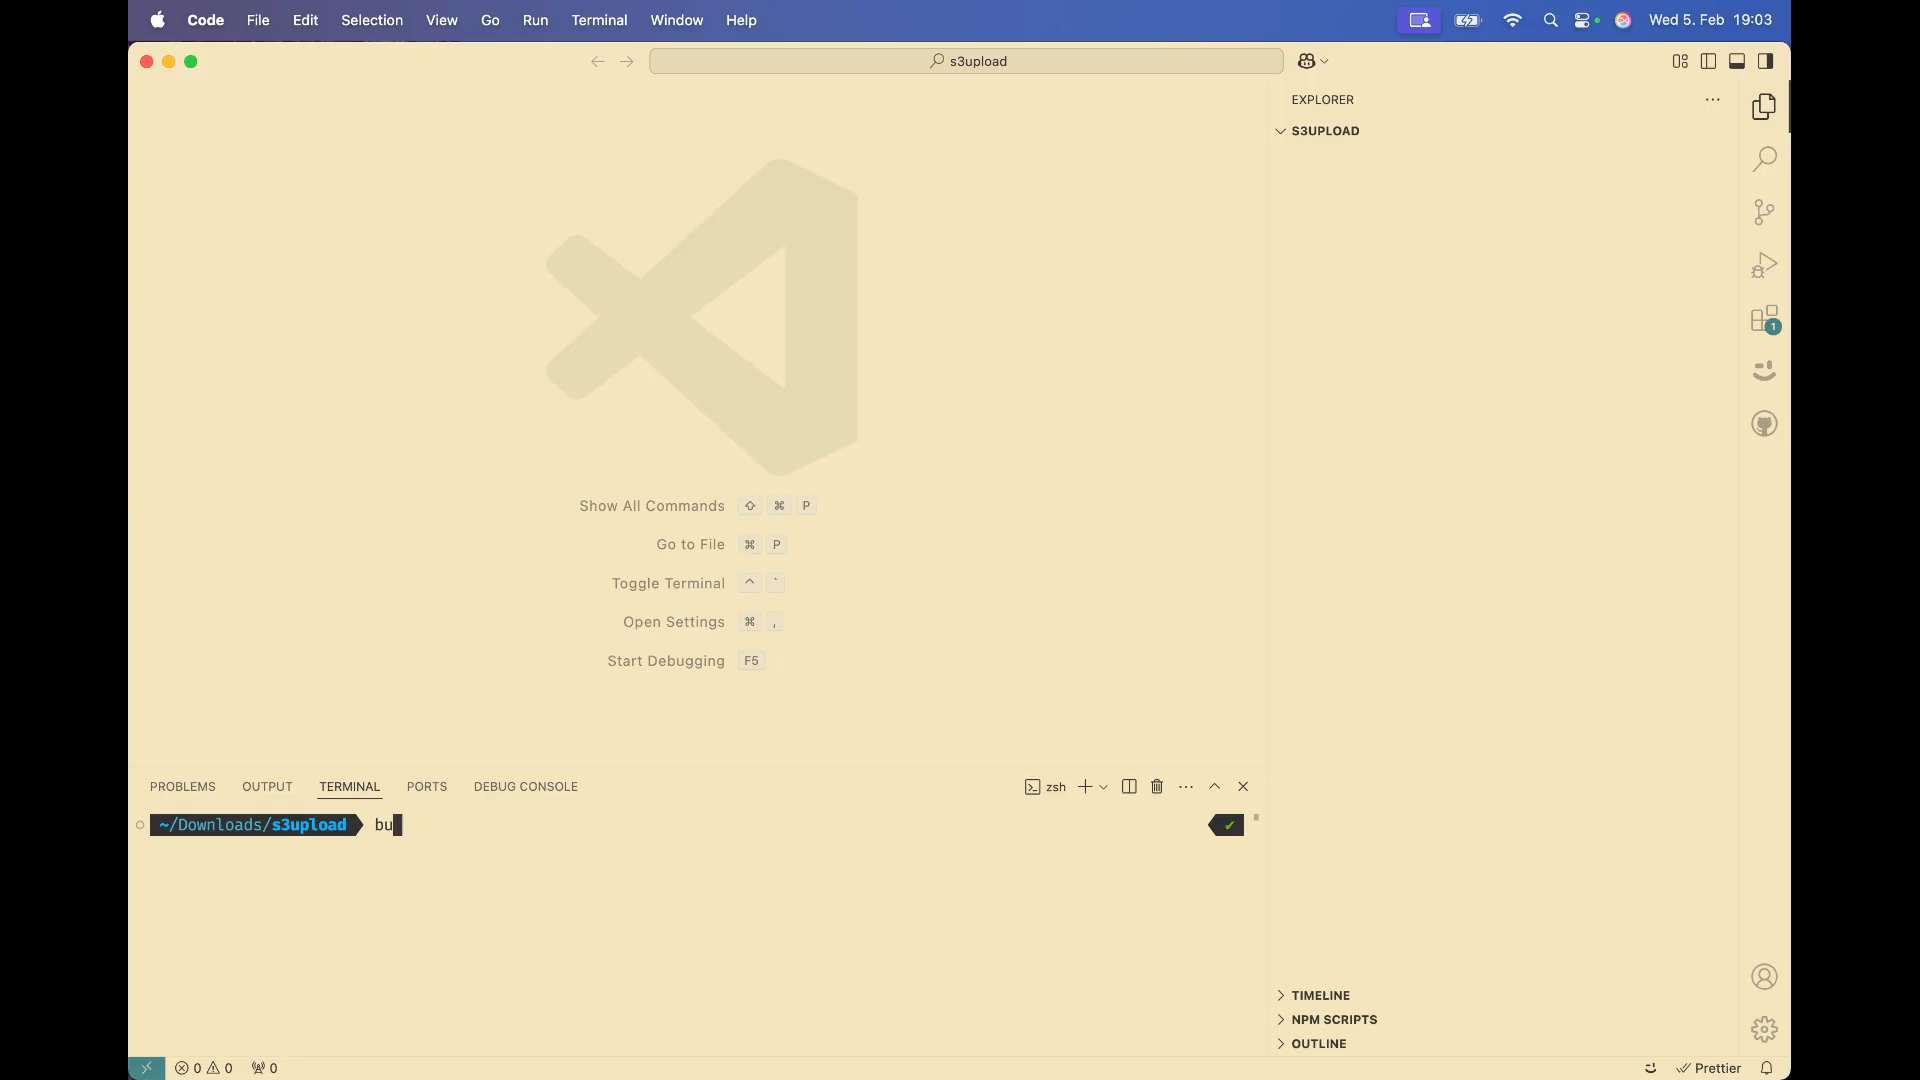 Code File Edit Selection View Go Run Terminal Window Help Wed 5. Feb 19:03
s3upload
EXPLORER
S3UPLOAD
1
Show All Commands ⇧ ⌘ P
Go to File ⌘ P
Toggle Terminal ^ `
Open Settings ⌘ ,
Start Debugging F5
PROBLEMS OUTPUT TERMINAL PORTS DEBUG CONSOLE zsh
~/Downloads/s3upload bu
TIMELINE
NPM SCRIPTS
OUTLINE
0 0 0 Prettier